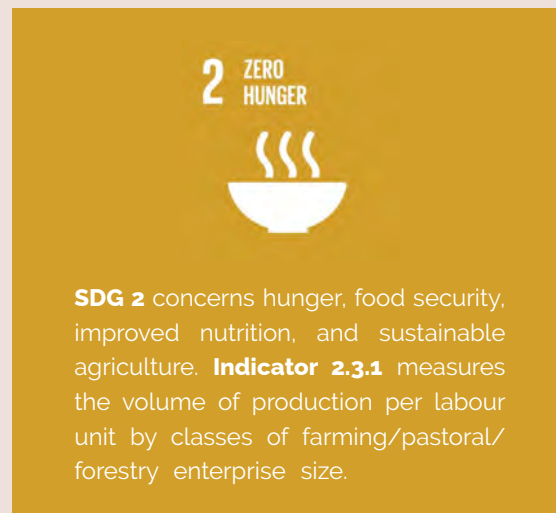 2 ZERO
HUNGER
SDG 2 concerns hunger, food security,
improved nutrition, and sustainable
agriculture. Indicator 2.3.1 measures
the volume of production per labour
unit by classes of farming/pastoral/
forestry enterprise size.